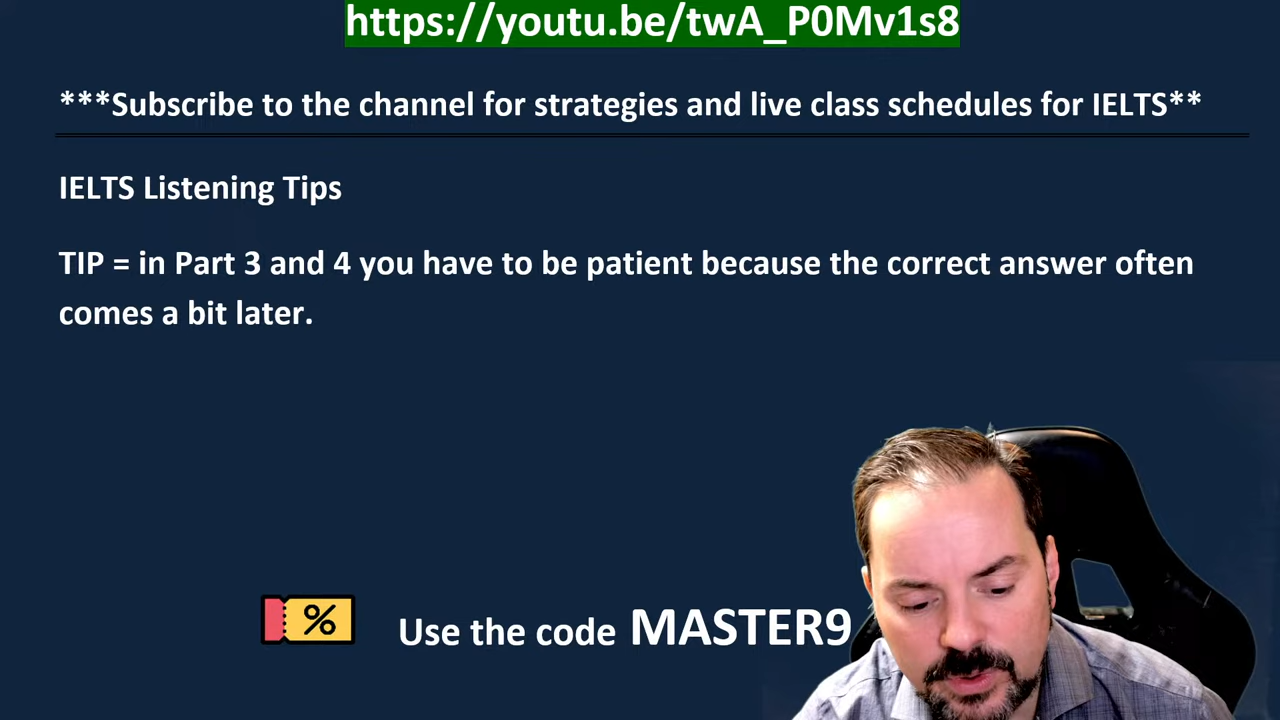 https://youtu.be/twA_P0Mv1s8
***Subscribe to the channel for strategies and live class schedules for IELTS**
IELTS Listening Tips
TIP = in Part 3 and 4 you have to be patient because the correct answer often
comes a bit later.
% Use the code MASTER9